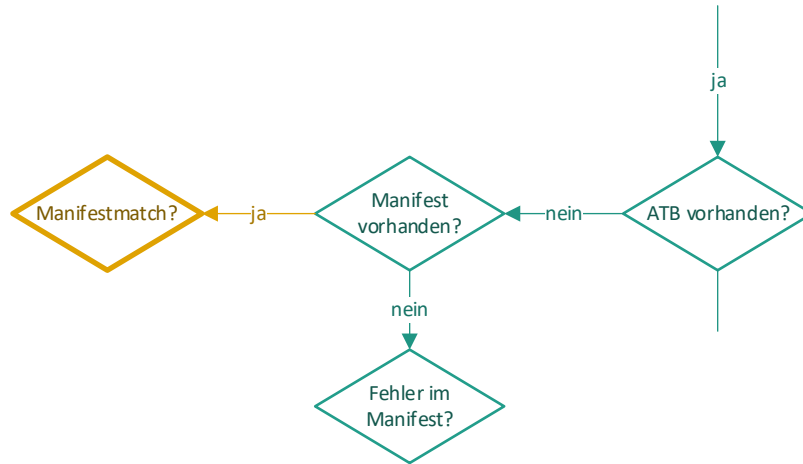 ja
Manifestmatch?
ja
Manifest
vorhanden?
nein
ATB vorhanden?
nein
Fehler im
Manifest?